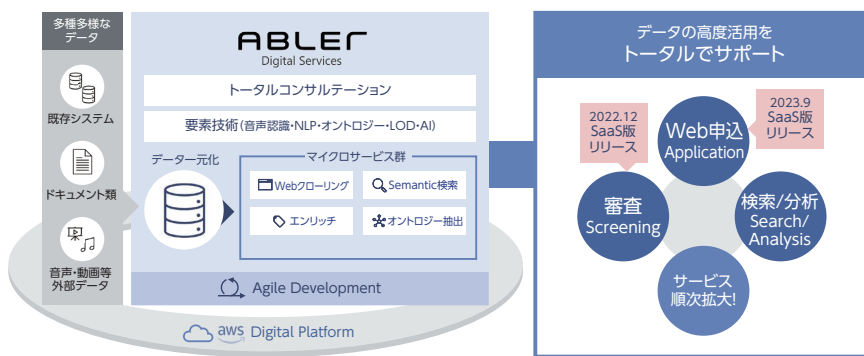 多種多様な
データ
既存システム
ドキュメント類
音声・動画等
外部データ
ABLER
Digital Services
トータルコンサルテーション
要素技術(音声認識・NLP・オントロジー・LOD・AI)
データ一元化
マイクロサービス群
Webクローリング
Semantic検索
エンリッチ
オントロジー抽出
Agile Development
aws Digital Platform
データの高度活用を
トータルでサポート
2022.12
SaaS版
リリース
Web申込
Application
2023.9
SaaS版
リリース
審査
Screening
検索/分析
Search/
Analysis
サービス
順次拡大!